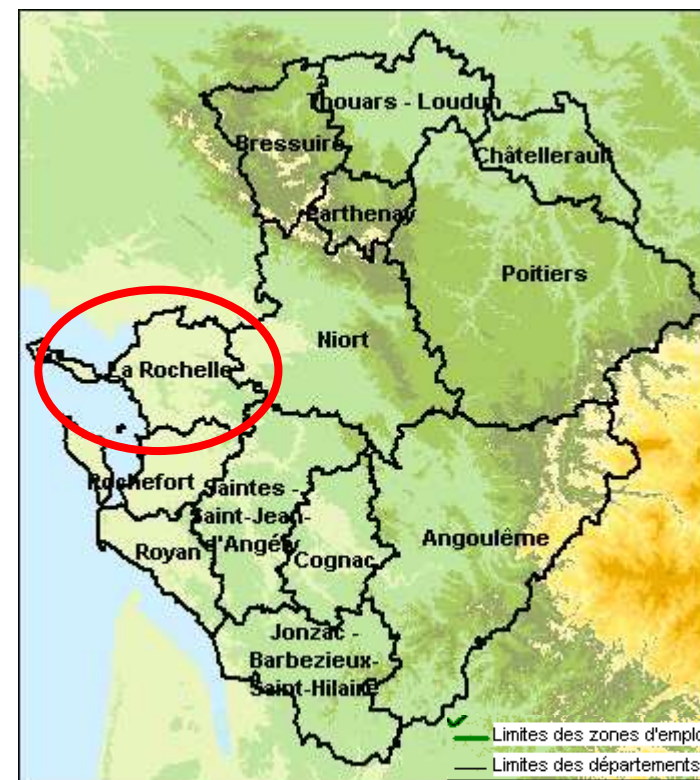 Thouars - Loudun
Bressuire
Châtellerault
Parthenay
Poitiers
Niort
La Rochelle
Rochefort
Saintes -
Saint-Jean-
d'Angély
Royan
Cognac
Angoulême
Jonzac -
Barbezieux-
Saint-Hilaire
Limites des zones d'emplo
Limites des départements